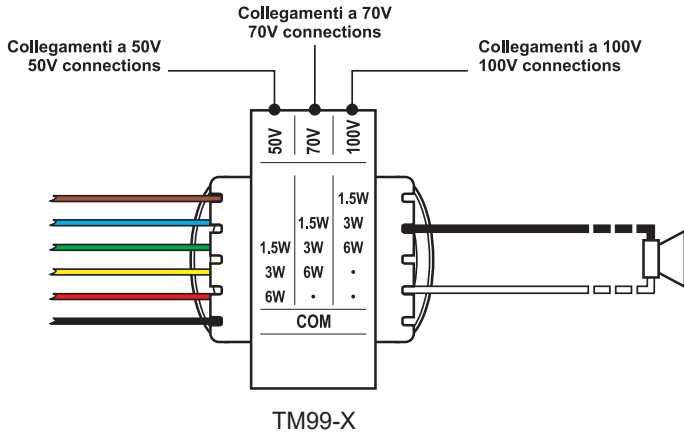 Collegamenti a 70V
70V connections
Collegamenti a 50V
50V connections
Collegamenti a 100V
100V connections
50V 70V 100V
1.5W
1.5W 3W
1.5W 3W 6W
3W 6W •
6W • •
COM
TM99-X